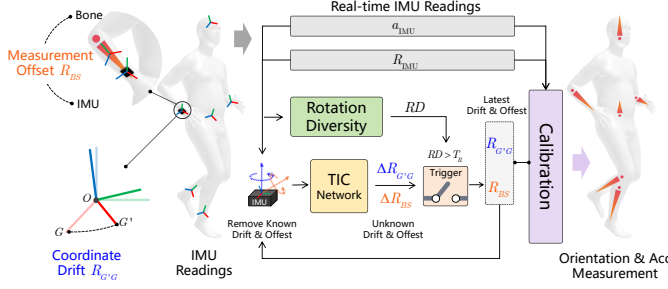 Real-time IMU Readings
Bone
Measurement
Offset R_BS
IMU
a_IMU
R_IMU
Rotation
Diversity
RD
Latest
Drift & Offest
RD > T_R
Trigger
R_G'G
R_BS
Calibration
IMU
TIC
Network
ΔR_G'G
ΔR_BS
Remove Known
Drift & Offest
Unknown
Drift & Offest
O
G
G'
Coordinate
Drift R_G'G
IMU
Readings
Orientation & Acc
Measurement